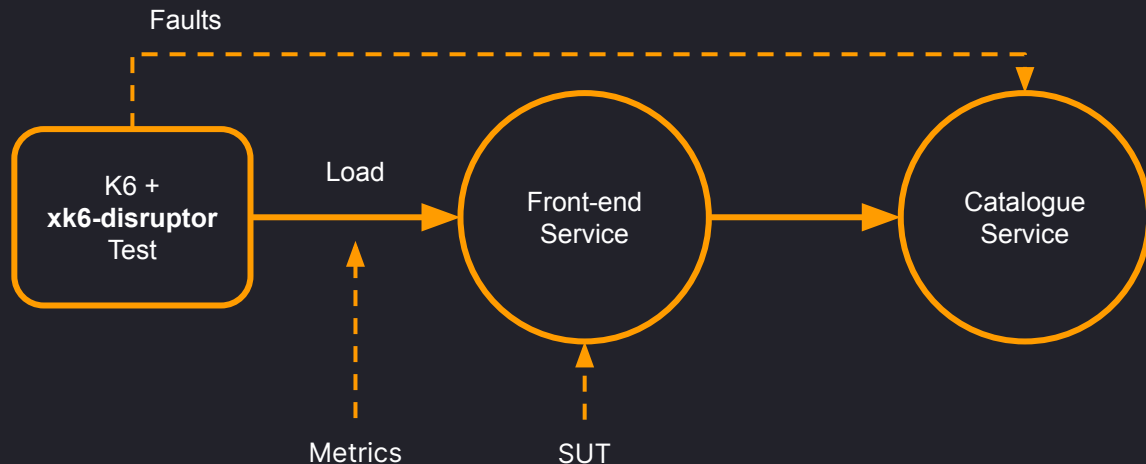 Faults
K6 +
xk6-disruptor
Test
Load
Front-end
Service
Catalogue
Service
Metrics
SUT